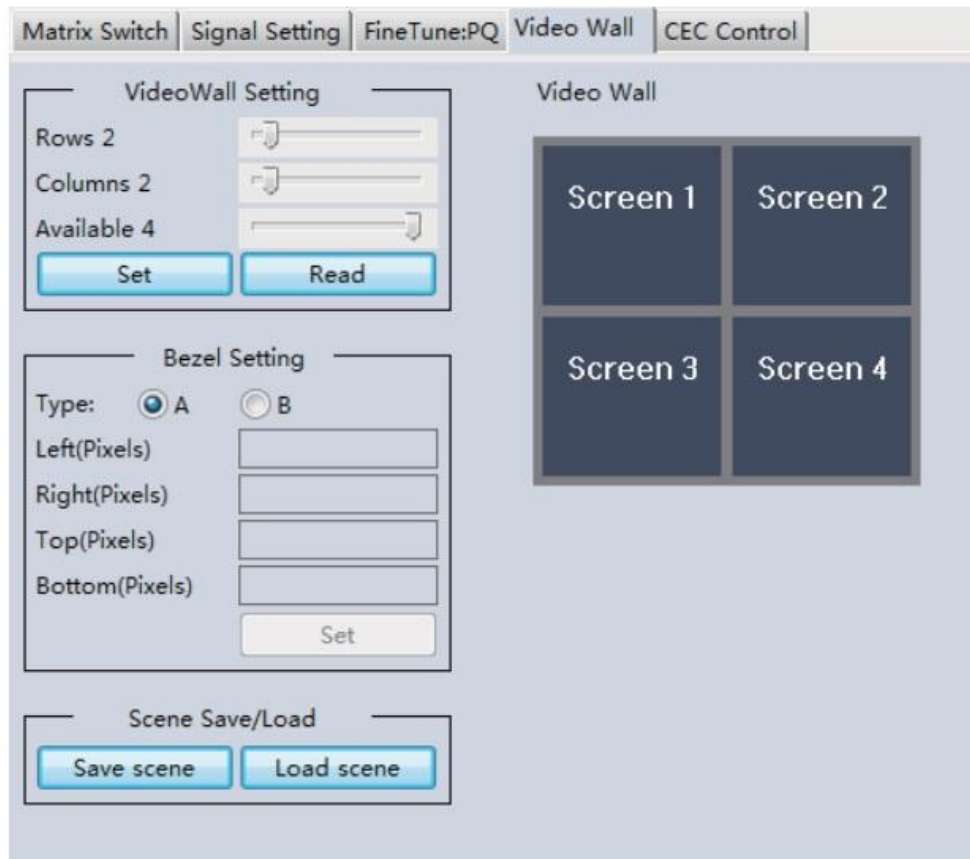 Matrix Switch Signal Setting FineTune:PQ Video Wall CEC Control
VideoWall Setting
Rows 2
Columns 2
Available 4
Set Read
Bezel Setting
Type: A B
Left(Pixels)
Right(Pixels)
Top(Pixels)
Bottom(Pixels)
Set
Scene Save/Load
Save scene Load scene
Video Wall
Screen 1 Screen 2
Screen 3 Screen 4